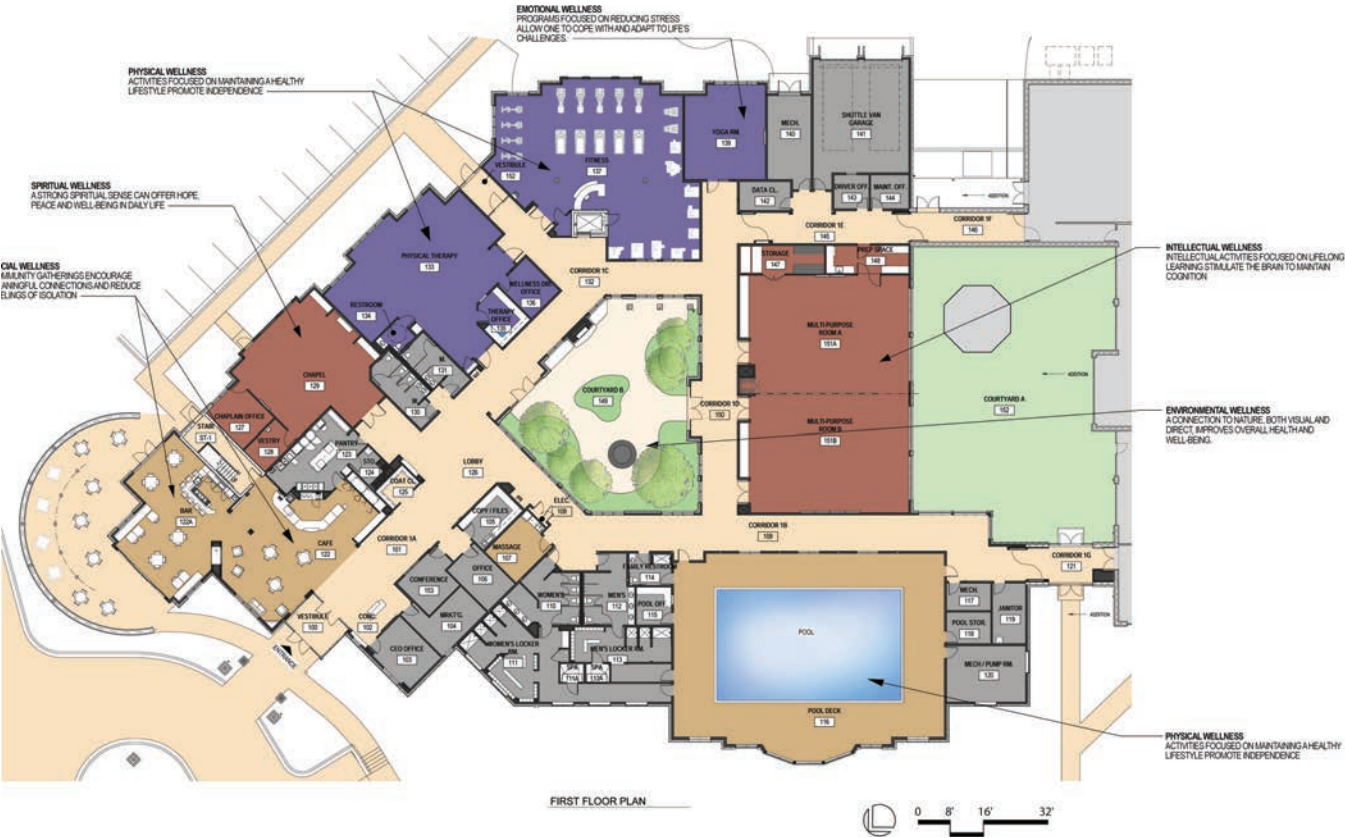 EMOTIONAL WELLNESS
PROGRAMS FOCUSED ON REDUCING STRESS
ALLOW ONE TO COPE WITH AND ADAPT TO LIFE'S
CHALLENGES.
PHYSICAL WELLNESS
ACTIVITIES FOCUSED ON MAINTAINING A HEALTHY
LIFESTYLE PROMOTE INDEPENDENCE
SPIRITUAL WELLNESS
A STRONG SPIRITUAL SENSE CAN OFFER HOPE,
PEACE AND WELL-BEING IN DAILY LIFE
CIAL WELLNESS
MMUNITY GATHERINGS ENCOURAGE
ANINGFUL CONNECTIONS AND REDUCE
ELINGS OF ISOLATION
INTELLECTUAL WELLNESS
INTELLECTUAL ACTIVITIES FOCUSED ON LIFELONG
LEARNING STIMULATE THE BRAIN TO MAINTAIN
COGNITION
ENVIRONMENTAL WELLNESS
A CONNECTION TO NATURE, BOTH VISUAL AND
DIRECT, IMPROVES OVERALL HEALTH AND
WELL-BEING.
PHYSICAL WELLNESS
ACTIVITIES FOCUSED ON MAINTAINING A HEALTHY
LIFESTYLE PROMOTE INDEPENDENCE
VESTIBULE
152
FITNESS
137
YOGA RM.
139
MECH.
140
SHUTTLE VAN
GARAGE
141
DATA CL.
142
DRIVER OFF.
143
MAINT. OFF.
144
ADDITION
CORRIDOR 1E
145
CORRIDOR 1F
146
STORAGE
147
PREP SPACE
148
PHYSICAL THERAPY
133
CORRIDOR 1C
132
WELLNESS DIR.
OFFICE
136
THERAPY
OFFICE
135
RESTROOM
134
M.
131
W.
130
CHAPEL
129
CHAPLAIN OFFICE
127
VESTRY
128
STAIR
ST-1
PANTRY
123
STO.
124
COAT CL.
125
LOBBY
126
COURTYARD B
149
CORRIDOR 1D
150
MULTI-PURPOSE
ROOM A
151A
MULTI-PURPOSE
ROOM B
151B
ADDITION
COURTYARD A
152
BAR
122A
CAFE
122
CORRIDOR 1A
101
COPY / FILES
105
ELEC.
108
MASSAGE
107
OFFICE
106
CONFERENCE
103
MRKT'G.
104
CONC.
102
CEO OFFICE
103
VESTIBULE
100
ENTRANCE
CORRIDOR 1B
109
CORRIDOR 1G
121
ADDITION
FAMILY RESTROOM
114
WOMEN'S
110
MEN'S
112
POOL OFF.
115
WOMEN'S LOCKER
RM.
111
MEN'S LOCKER RM.
113
SPA
111A
SPA
113A
POOL
POOL DECK
116
MECH.
117
POOL STOR.
118
JANITOR
119
MECH / PUMP RM.
120
FIRST FLOOR PLAN
0 8' 16' 32'